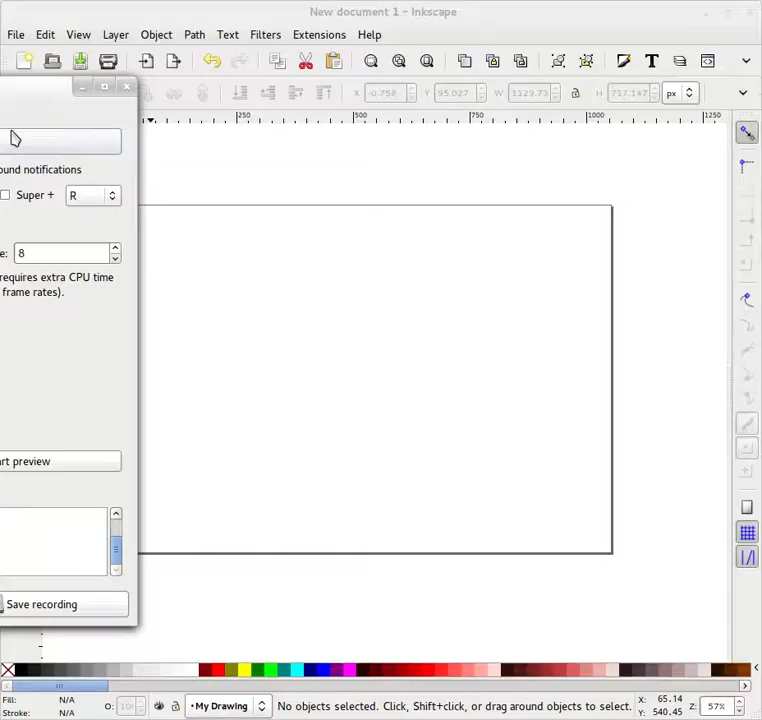 New document 1 - Inkscape
File Edit View Layer Object Path Text Filters Extensions Help
X -0.758 Y 95.027 W 1129.73 H 717.147 px
250 500 750 1000 1250
ound notifications
Super + R
e: 8
requires extra CPU time
frame rates).
rt preview
Save recording
Fill: N/A
Stroke: N/A
O:
My Drawing
No objects selected. Click, Shift+click, or drag around objects to select.
X: 65.14
Y: 540.45
Z: 57%